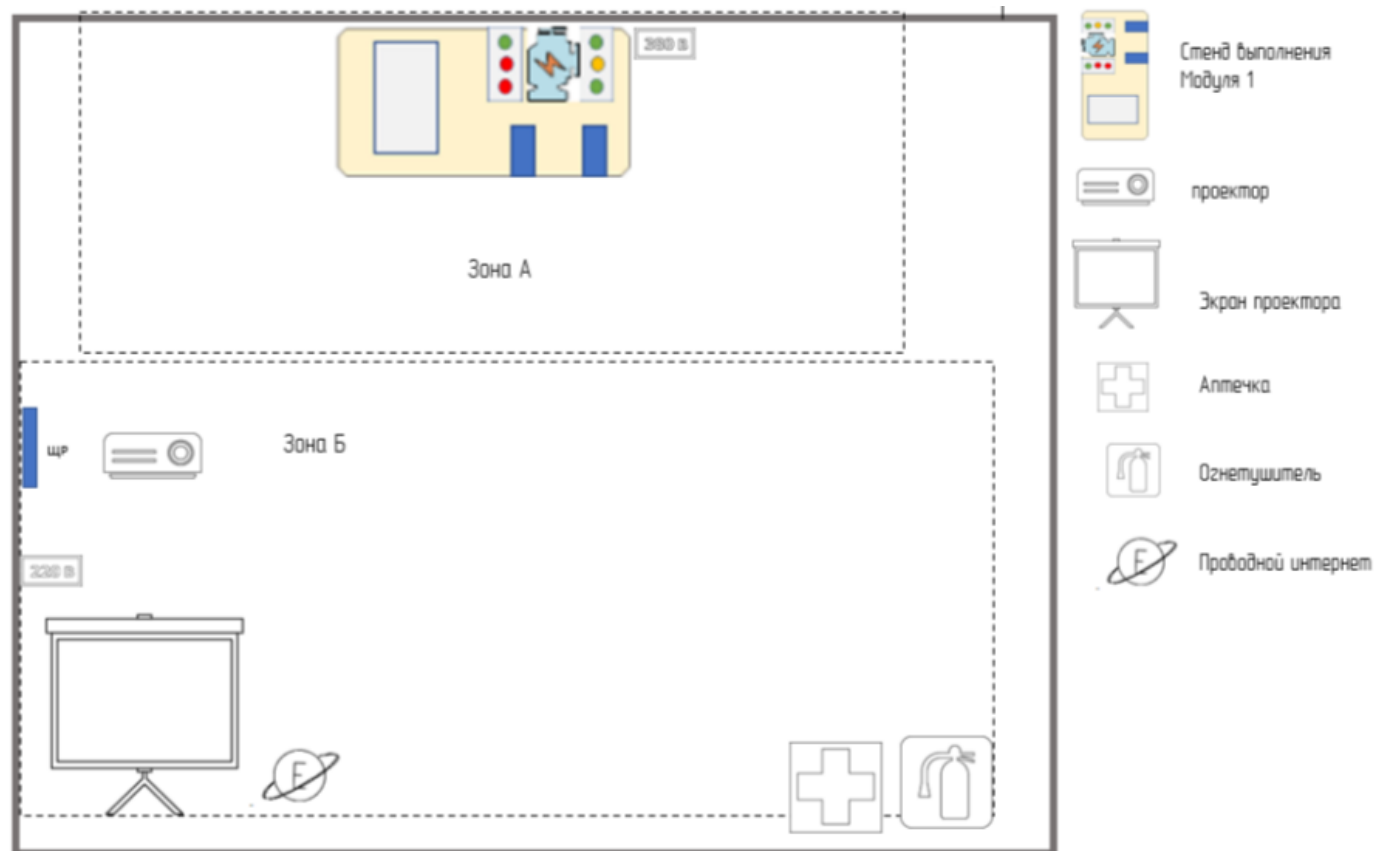 380 В
Стенд выполнения
Модуля 1
проектор
Зона А
Экран проектора
Аптечка
ЩР
Зона Б
Огнетушитель
220 В
E
Проводной интернет
E